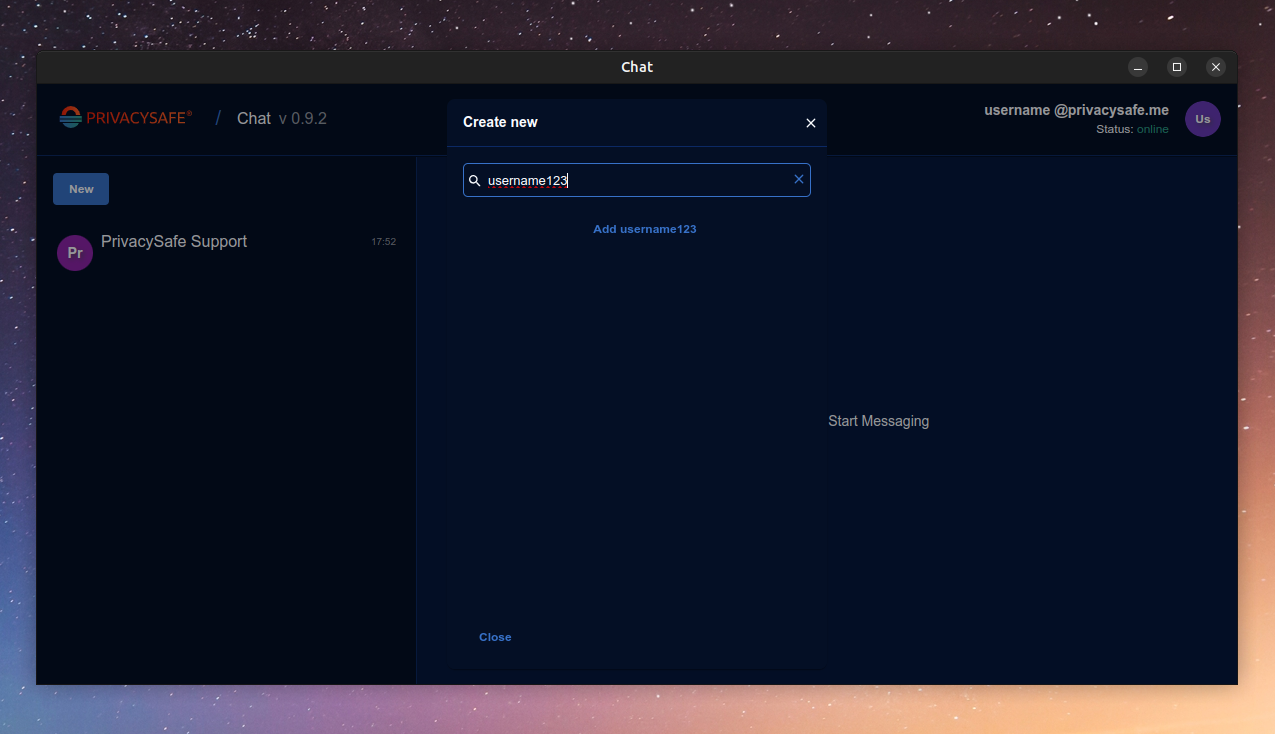 Chat
PRIVACYSAFE® / Chat v 0.9.2
username @privacysafe.me
Status: online
Us
Create new
New
username123
Add username123
Pr
PrivacySafe Support
17:52
Start Messaging
Close